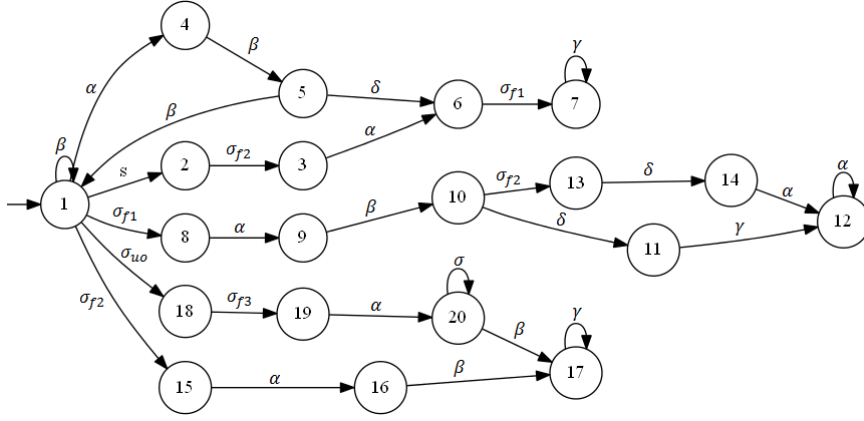 4
β
γ
α
β
5
δ
6
σf1
7
β
α
β
s
2
σf2
3
α
σf2
13
δ
14
α
α
1
σf1
8
α
9
β
10
δ
12
σuo
11
γ
σ
σf2
18
σf3
19
α
20
β
γ
15
α
16
β
17